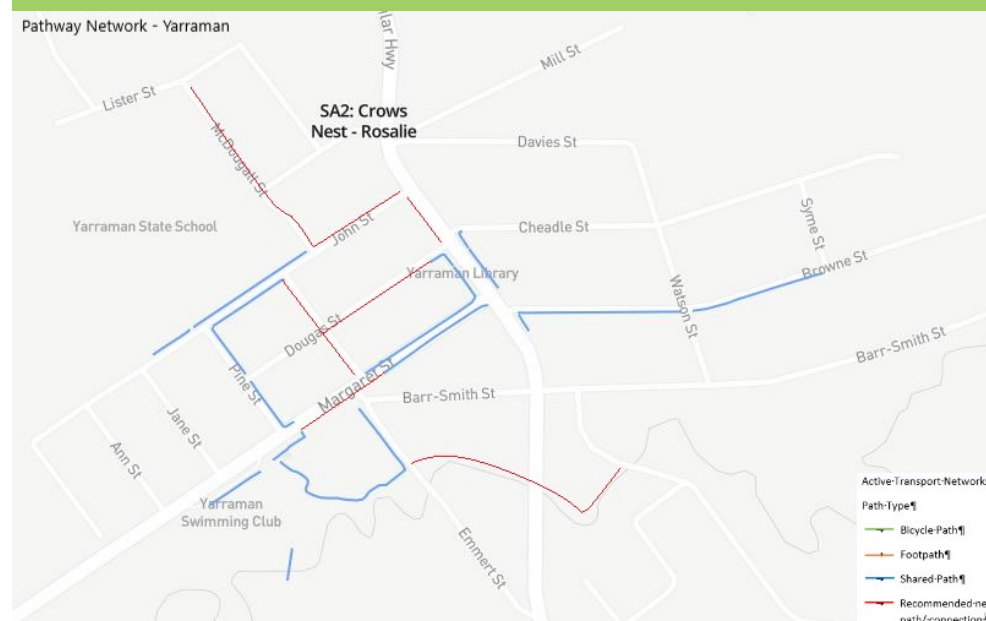 Pathway Network - Yarraman
lar Hwy
Mill St
Lister St
SA2: Crows
Nest - Rosalie
McDougall St
Davies St
Yarraman State School
John St
Cheadle St
Syme St
Yarraman Library
Browne St
Watson St
Dougas St
Barr-Smith St
Pine St
Margaret St
Barr-Smith St
Jane St
Ann St
Yarraman
Swimming Club
Emmert St
Active·Transport·Network
Path·Type¶
Bicycle·Path¶
Footpath¶
Shared·Path¶
Recommended·ne
path/·connection